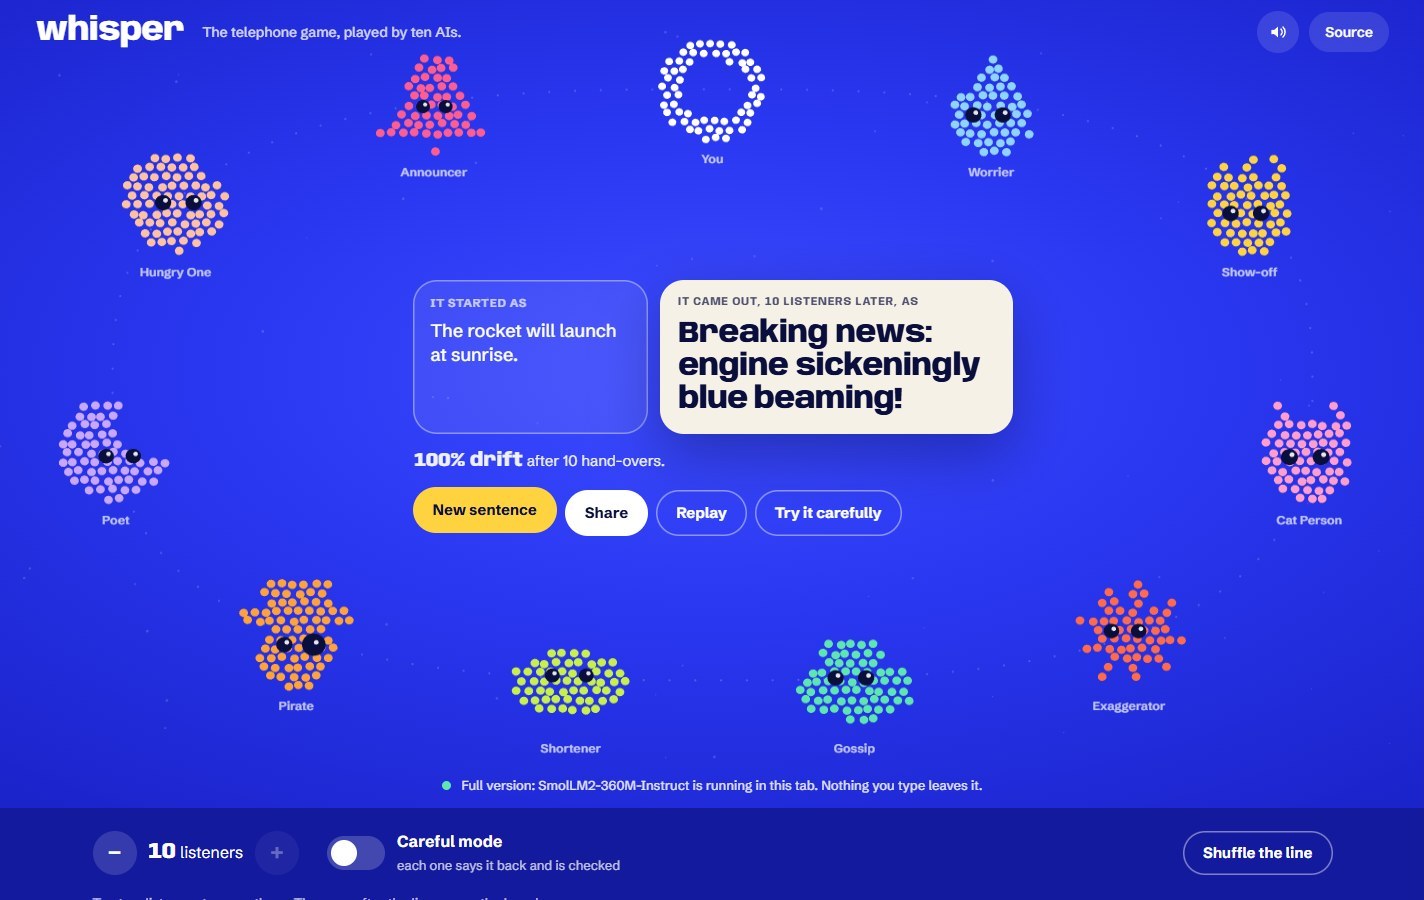 whisper
The telephone game, played by ten AIs.
Source
Announcer
You
Worrier
Hungry One
Show-off
IT STARTED AS
The rocket will launch
at sunrise.
IT CAME OUT, 10 LISTENERS LATER, AS
Breaking news:
engine sickeningly
blue beaming!
100% drift after 10 hand-overs.
New sentence
Share
Replay
Try it carefully
Poet
Cat Person
Pirate
Exaggerator
Shortener
Gossip
Full version: SmolLM2-360M-Instruct is running in this tab. Nothing you type leaves it.
− 10 listeners +
Careful mode
each one says it back and is checked
Shuffle the line